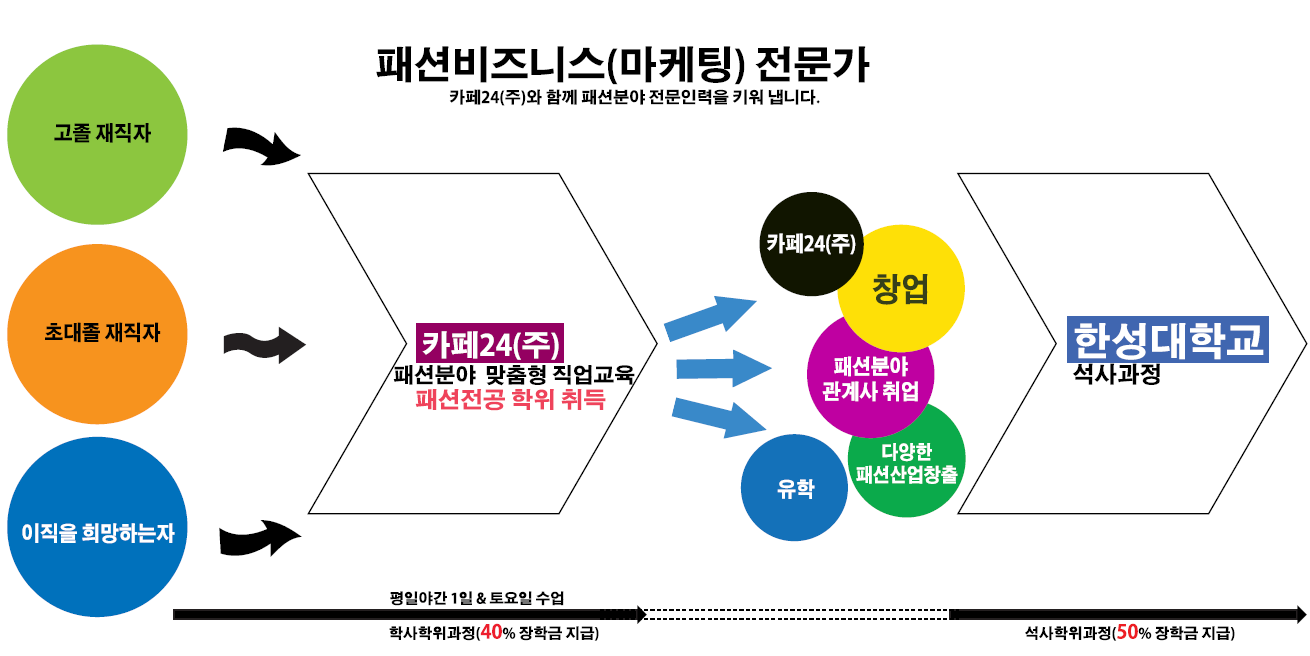 패션비즈니스(마케팅) 전문가
카페24(주)와 함께 패션분야 전문인력을 키워 냅니다.
고졸 재직자
초대졸 재직자
이직을 희망하는자
카페24(주)
패션분야 맞춤형 직업교육
패션전공 학위 취득
카페24(주)
창업
패션분야
관계사 취업
다양한
패션산업창출
유학
한성대학교
석사과정
평일야간 1일 & 토요일 수업
학사학위과정(40% 장학금 지급)
석사학위과정(50% 장학금 지급)